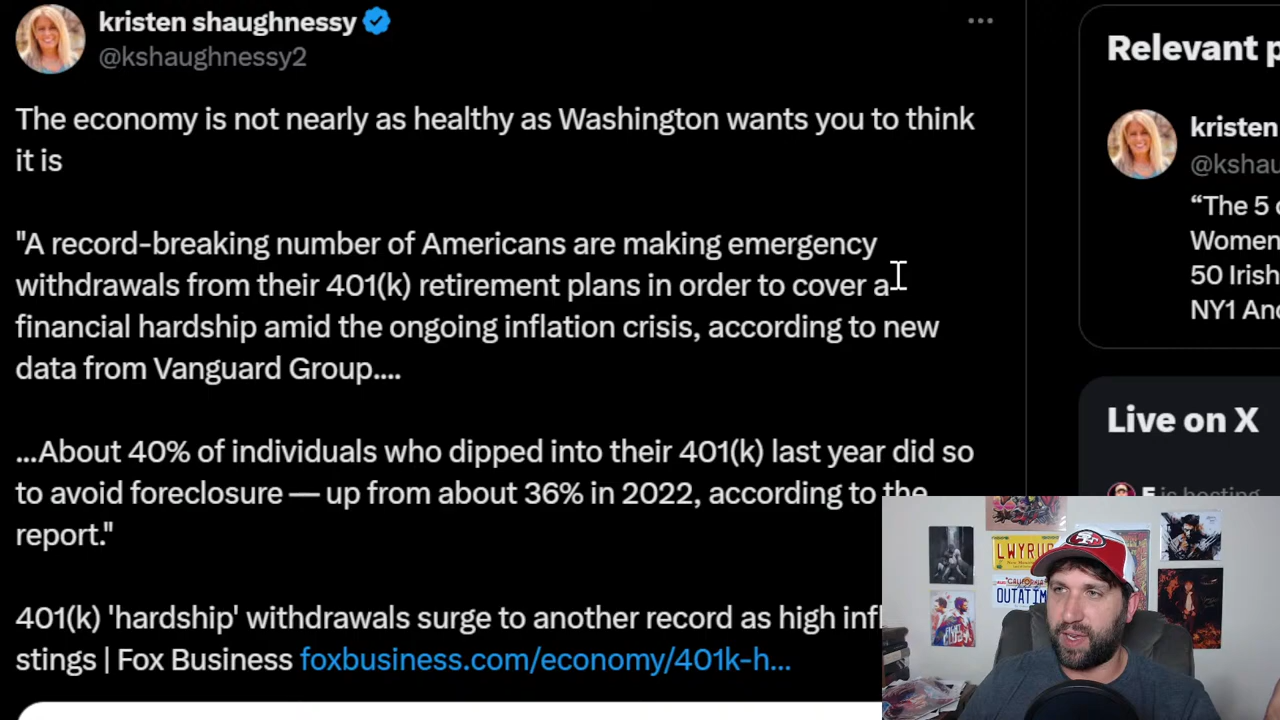 kristen shaughnessy
@kshaughnessy2
The economy is not nearly as healthy as Washington wants you to think
it is
"A record-breaking number of Americans are making emergency
withdrawals from their 401(k) retirement plans in order to cover a
financial hardship amid the ongoing inflation crisis, according to new
data from Vanguard Group....
...About 40% of individuals who dipped into their 401(k) last year did so
to avoid foreclosure — up from about 36% in 2022, according to the
report."
401(k) 'hardship' withdrawals surge to another record as high infl
stings | Fox Business foxbusiness.com/economy/401k-h...
Relevant p
kristen
@kshau
“The 5
Women
50 Irish
NY1 An
Live on X
is hosting
LWYRUP
OUTATIM